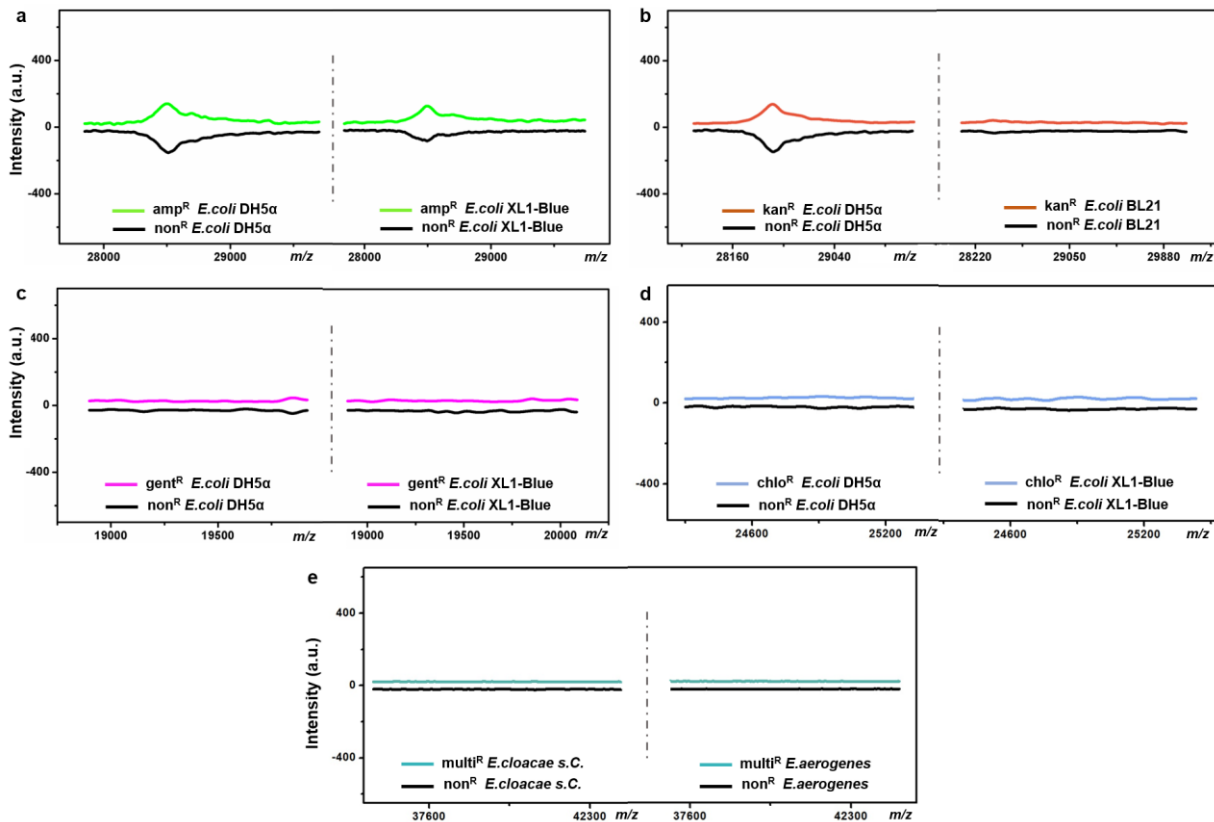 a
Intensity (a.u.)
400
0
-400
ampᴿ E.coli DH5α
nonᴿ E.coli DH5α
ampᴿ E.coli XL1-Blue
nonᴿ E.coli XL1-Blue
28000 29000 m/z 28000 29000 m/z
b
400
0
-400
kanᴿ E.coli DH5α
nonᴿ E.coli DH5α
kanᴿ E.coli BL21
nonᴿ E.coli BL21
28160 29040 m/z 28220 29050 29880 m/z
c
Intensity (a.u.)
400
0
-400
gentᴿ E.coli DH5α
nonᴿ E.coli DH5α
gentᴿ E.coli XL1-Blue
nonᴿ E.coli XL1-Blue
19000 19500 m/z 19000 19500 20000 m/z
d
400
0
-400
chloᴿ E.coli DH5α
nonᴿ E.coli DH5α
chloᴿ E.coli XL1-Blue
nonᴿ E.coli XL1-Blue
24600 25200 m/z 24600 25200 m/z
e
Intensity (a.u.)
400
0
-400
multiᴿ E.cloacae s.C.
nonᴿ E.cloacae s.C.
multiᴿ E.aerogenes
nonᴿ E.aerogenes
37600 42300 m/z 37600 42300 m/z